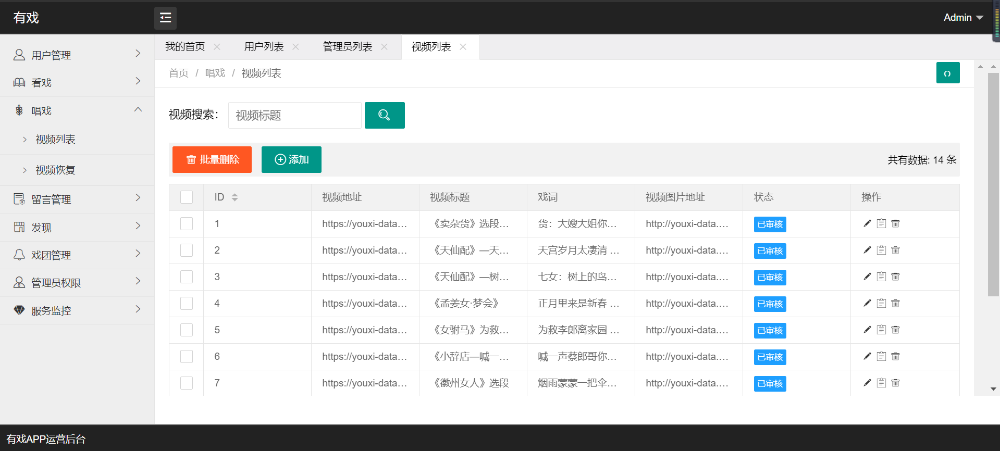 有戏
Admin
用户管理
看戏
唱戏
视频列表
视频恢复
留言管理
发现
戏团管理
管理员权限
服务监控
我的首页 用户列表 管理员列表 视频列表
首页 / 唱戏 / 视频列表
视频搜索： 视频标题
批量删除 添加 共有数据: 14 条
ID 视频地址 视频标题 戏词 视频图片地址 状态 操作
1 https://youxi-data... 《卖杂货》选段... 货：大嫂大姐你... http://youxi-data.... 已审核
2 https://youxi-data... 《天仙配》—天... 天宫岁月太凄清 ... http://youxi-data.... 已审核
3 https://youxi-data... 《天仙配》—树... 七女：树上的鸟... http://youxi-data.... 已审核
4 https://youxi-data... 《孟姜女·梦会》 正月里来是新春 ... http://youxi-data.... 已审核
5 https://youxi-data... 《女驸马》为救... 为救李郎离家园 ... http://youxi-data.... 已审核
6 https://youxi-data... 《小辞店—喊一... 喊一声蔡郎哥你... http://youxi-data.... 已审核
7 https://youxi-data... 《徽州女人》选段 烟雨蒙蒙一把伞... http://youxi-data.... 已审核
有戏APP运营后台